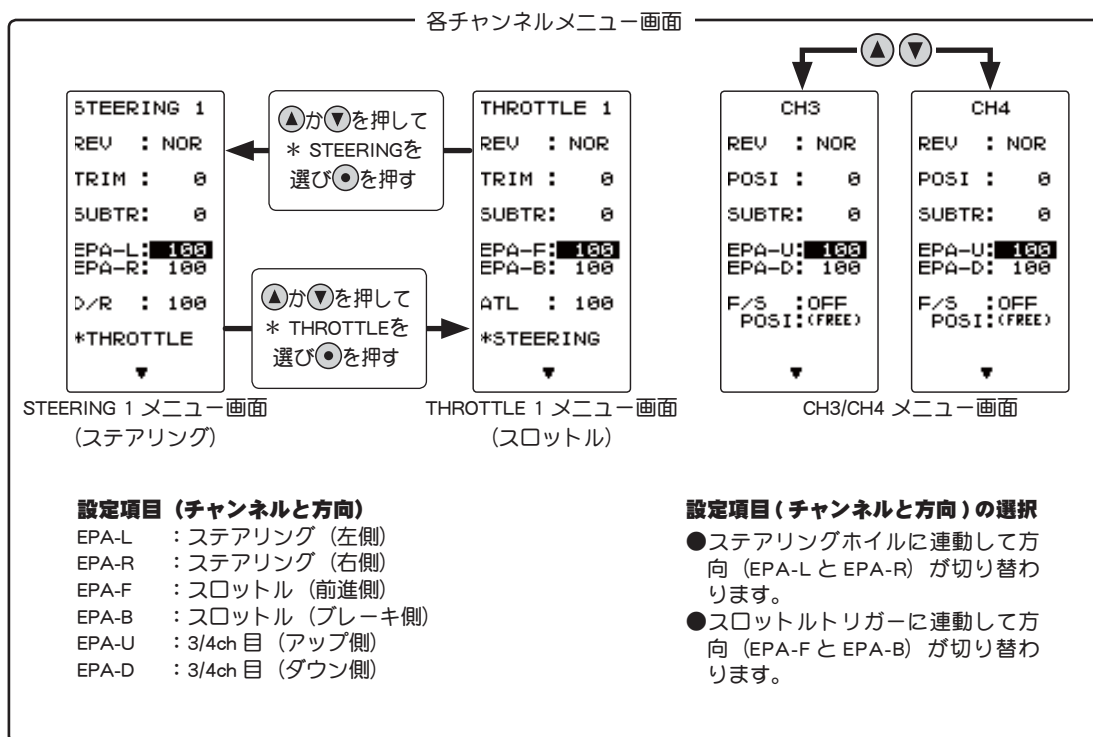 各チャンネルメニュー画面
STEERING 1
REV : NOR
TRIM : 0
SUBTR: 0
EPA-L: 100
EPA-R: 100
D/R : 100
*THROTTLE
▼
STEERING 1 メニュー画面
（ステアリング）
▲か▼を押して
＊ STEERINGを
選び●を押す
▲か▼を押して
＊ THROTTLEを
選び●を押す
THROTTLE 1
REV : NOR
TRIM : 0
SUBTR: 0
EPA-F: 100
EPA-B: 100
ATL : 100
*STEERING
▼
THROTTLE 1 メニュー画面
（スロットル）
▲ ▼
CH3
REV : NOR
POSI : 0
SUBTR: 0
EPA-U: 100
EPA-D: 100
F/S :OFF
POSI:(FREE)
▼
CH4
REV : NOR
POSI : 0
SUBTR: 0
EPA-U: 100
EPA-D: 100
F/S :OFF
POSI:(FREE)
▼
CH3/CH4 メニュー画面
設定項目（チャンネルと方向）
EPA-L ：ステアリング（左側）
EPA-R ：ステアリング（右側）
EPA-F ：スロットル（前進側）
EPA-B ：スロットル（ブレーキ側）
EPA-U ：3/4ch 目（アップ側）
EPA-D ：3/4ch 目（ダウン側）
設定項目 ( チャンネルと方向 ) の選択
●ステアリングホイルに連動して方
向（EPA-L と EPA-R）が切り替わ
ります。
●スロットルトリガーに連動して方
向（EPA-F と EPA-B）が切り替わ
ります。